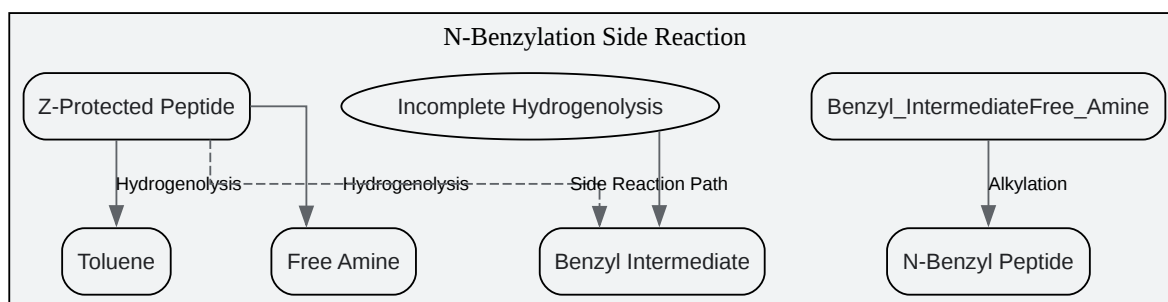 N-Benzylation Side Reaction
Z-Protected Peptide
Incomplete Hydrogenolysis
Benzyl_IntermediateFree_Amine
Hydrogenolysis
Hydrogenolysis
Side Reaction Path
Alkylation
Toluene
Free Amine
Benzyl Intermediate
N-Benzyl Peptide